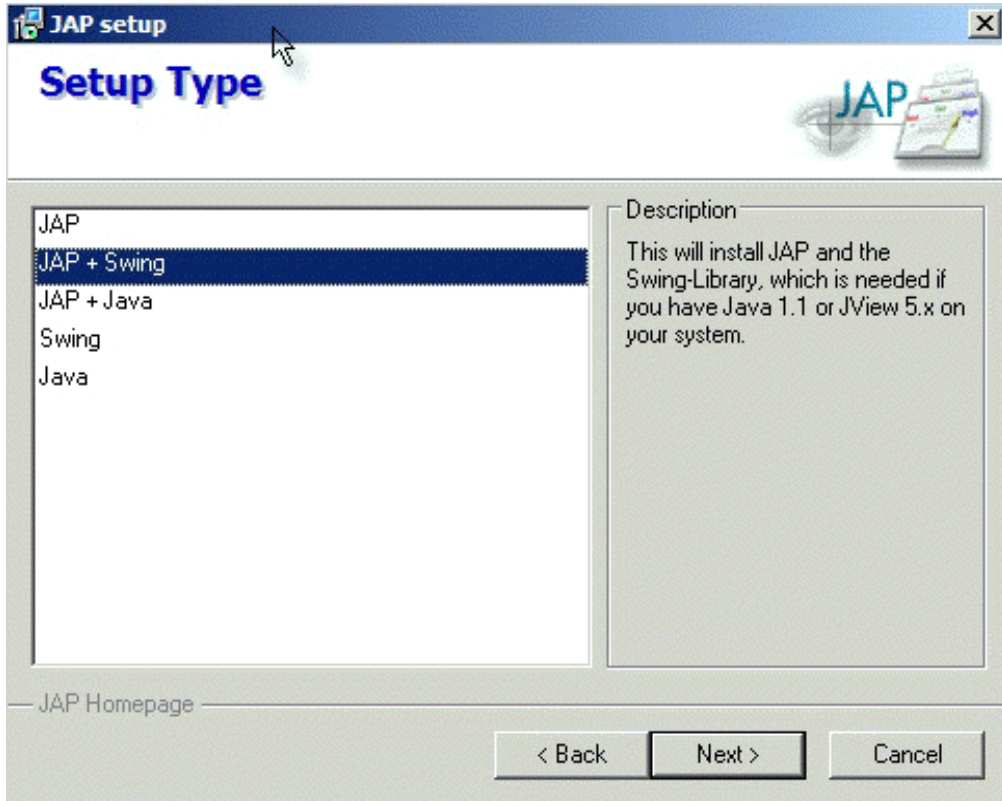 JAP setup
Setup Type
JAP
JAP
JAP + Swing
JAP + Java
Swing
Java
Description
This will install JAP and the
Swing-Library, which is needed if
you have Java 1.1 or JView 5.x on
your system.
JAP Homepage
< Back
Next >
Cancel